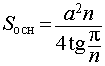 S_осн = a²n / (4 tg(π/n))